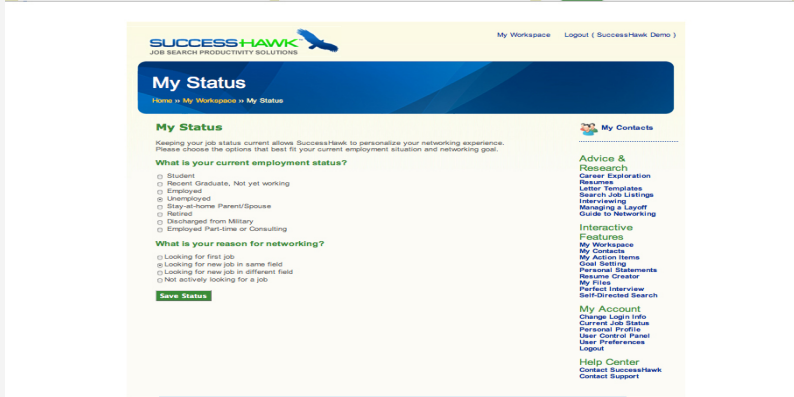 My Workspace Logout ( SuccessHawk Demo )
SUCCESSHAWK
JOB SEARCH PRODUCTIVITY SOLUTIONS
My Status
Home » My Workspace » My Status
My Status
Keeping your job status current allows SuccessHawk to personalize your networking experience.
Please choose the options that best fit your current employment situation and networking goal.
What is your current employment status?
Student
Recent Graduate, Not yet working
Employed
Unemployed
Stay-at-home Parent/Spouse
Retired
Discharged from Military
Employed Part-time or Consulting
What is your reason for networking?
Looking for first job
Looking for new job in same field
Looking for new job in different field
Not actively looking for a job
Save Status
My Contacts
Advice &
Research
Career Exploration
Resumes
Letter Templates
Search Job Listings
Interviewing
Managing a Layoff
Guide to Networking
Interactive
Features
My Workspace
My Contacts
My Action Items
Goal Setting
Personal Statements
Resume Creator
My Files
Perfect Interview
Self-Directed Search
My Account
Change Login Info
Current Job Status
Personal Profile
User Control Panel
User Preferences
Logout
Help Center
Contact SuccessHawk
Contact Support